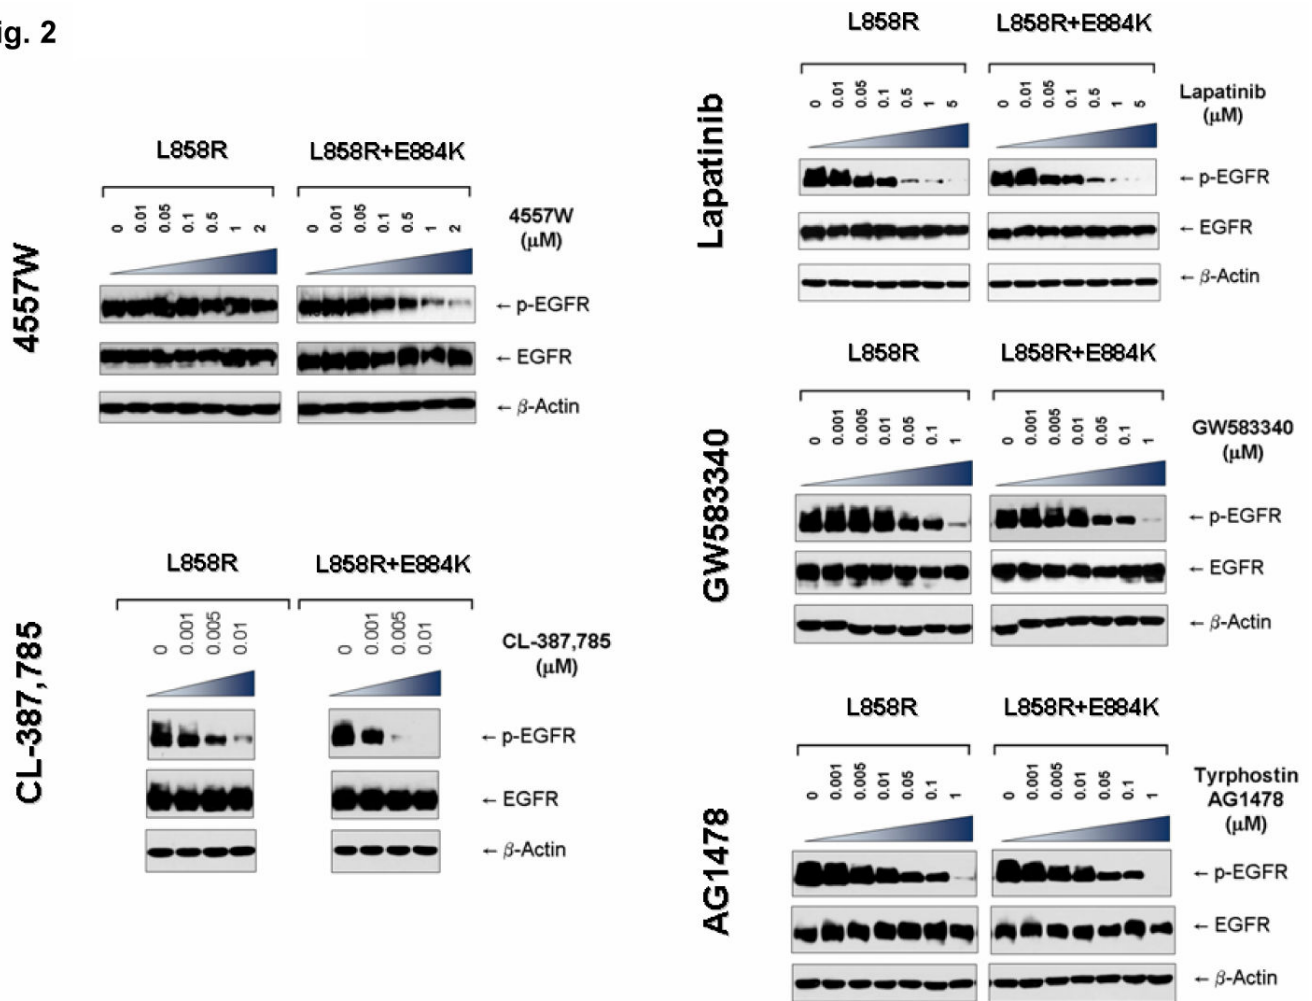 ig. 2
4557W
L858R
L858R+E884K
0 0.01 0.05 0.1 0.5 1 2
0 0.01 0.05 0.1 0.5 1 2
4557W
(μM)
← p-EGFR
← EGFR
← β-Actin
CL-387,785
L858R
L858R+E884K
0 0.001 0.005 0.01
0 0.001 0.005 0.01
CL-387,785
(μM)
← p-EGFR
← EGFR
← β-Actin
Lapatinib
L858R
L858R+E884K
0 0.01 0.05 0.1 0.5 1 5
0 0.01 0.05 0.1 0.5 1 5
Lapatinib
(μM)
← p-EGFR
← EGFR
← β-Actin
GW583340
L858R
L858R+E884K
0 0.001 0.005 0.01 0.05 0.1 1
0 0.001 0.005 0.01 0.05 0.1 1
GW583340
(μM)
← p-EGFR
← EGFR
← β-Actin
AG1478
L858R
L858R+E884K
0 0.001 0.005 0.01 0.05 0.1 1
0 0.001 0.005 0.01 0.05 0.1 1
Tyrphostin
AG1478
(μM)
← p-EGFR
← EGFR
← β-Actin